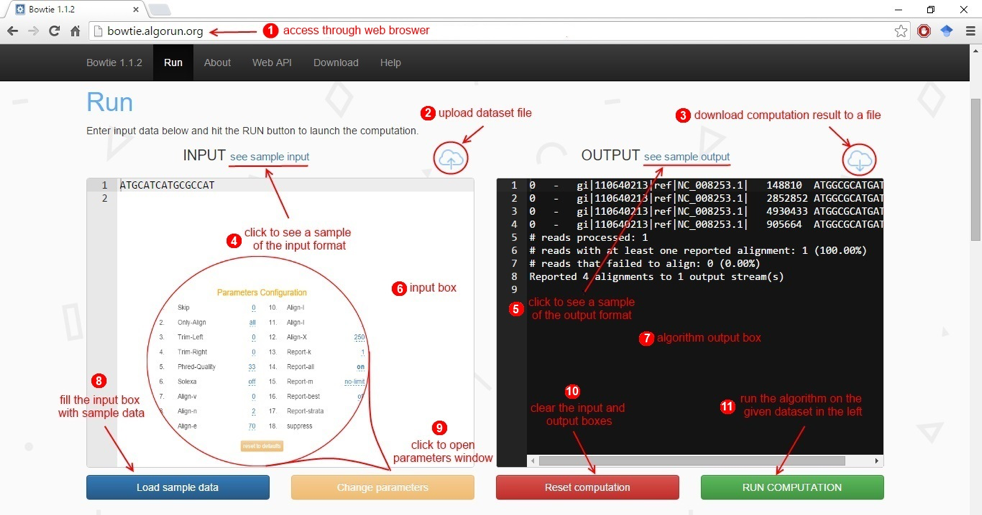 Bowtie 1.1.2
bowtie.algorun.org
1 access through web broswer
Bowtie 1.1.2 Run About Web API Download Help
Run
Enter input data below and hit the RUN button to launch the computation.
2 upload dataset file
3 download computation result to a file
INPUT see sample input
OUTPUT see sample output
1 ATGCATCATGCGCCAT
2
4 click to see a sample
of the input format
Parameters Configuration
Skip 0 10. Align-I
2. Only-Align all 11. Align-I
3. Trim-Left 0 12. Align-X 250
4. Trim-Right 0 13. Report-k 1
5. Phred-Quality 33 14. Report-all on
6. Solexa off 15. Report-m no-limit
7. Align-v 0 16. Report-best of
8. Align-n 2 17. Report-strata
Align-e 70 18. suppress
reset to defaults
6 input box
1 0 - gi|110640213|ref|NC_008253.1| 148810 ATGGCGCATGAT
2 0 - gi|110640213|ref|NC_008253.1| 2852852 ATGGCGCATGAT
3 0 - gi|110640213|ref|NC_008253.1| 4930433 ATGGCGCATGAT
4 0 - gi|110640213|ref|NC_008253.1| 905664 ATGGCGCATGAT
5 # reads processed: 1
6 # reads with at least one reported alignment: 1 (100.00%)
7 # reads that failed to align: 0 (0.00%)
8 Reported 4 alignments to 1 output stream(s)
9
5 click to see a sample
of the output format
7 algorithm output box
8
fill the input box
with sample data
9
click to open
parameters window
10
clear the input and
output boxes
11 run the algorithm on the
given dataset in the left
Load sample data
Change parameters
Reset computation
RUN COMPUTATION